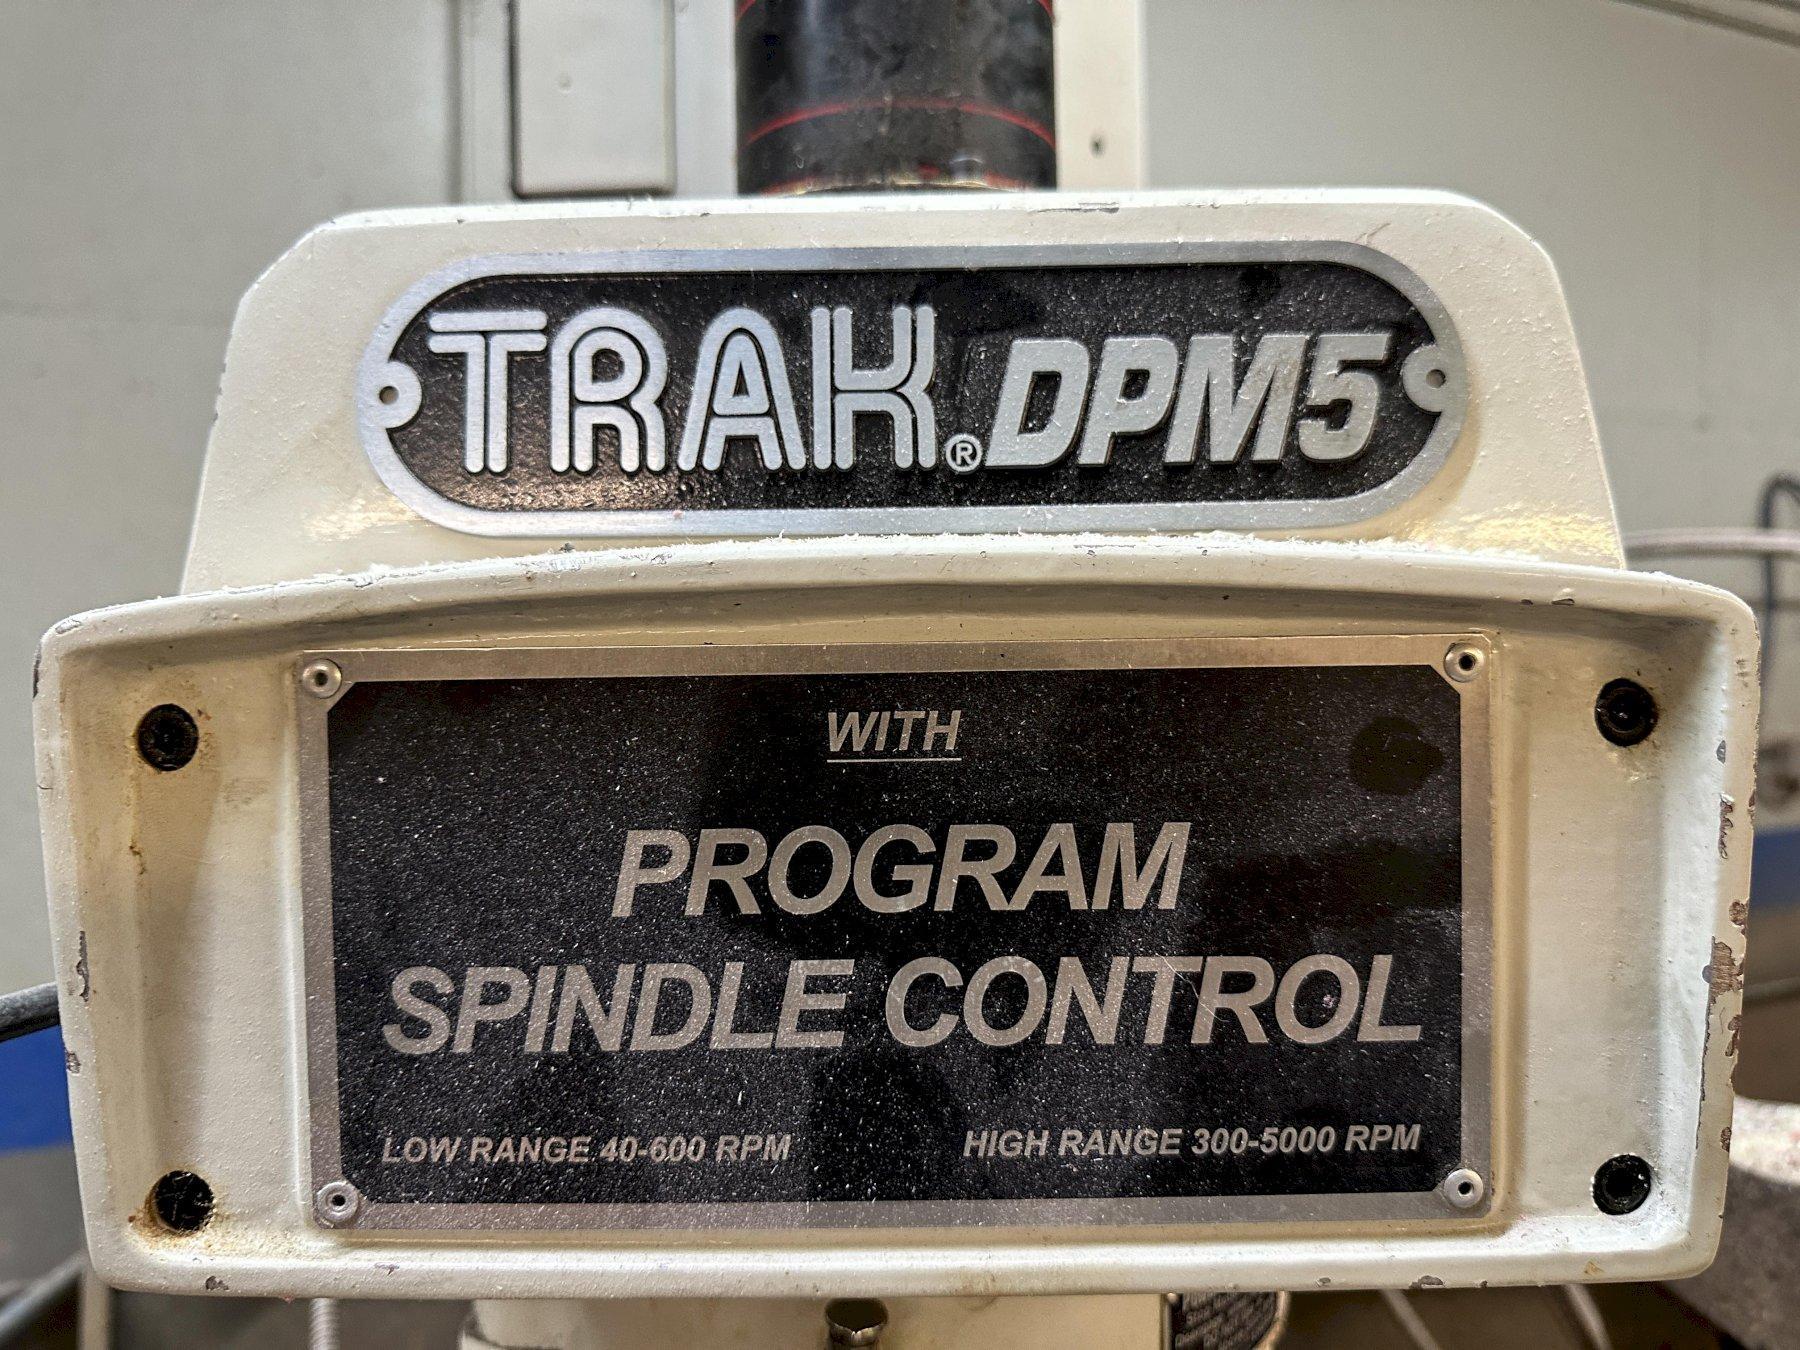 TRAK® DPM5
WITH
PROGRAM
SPINDLE CONTROL
LOW RANGE 40-600 RPM HIGH RANGE 300-5000 RPM